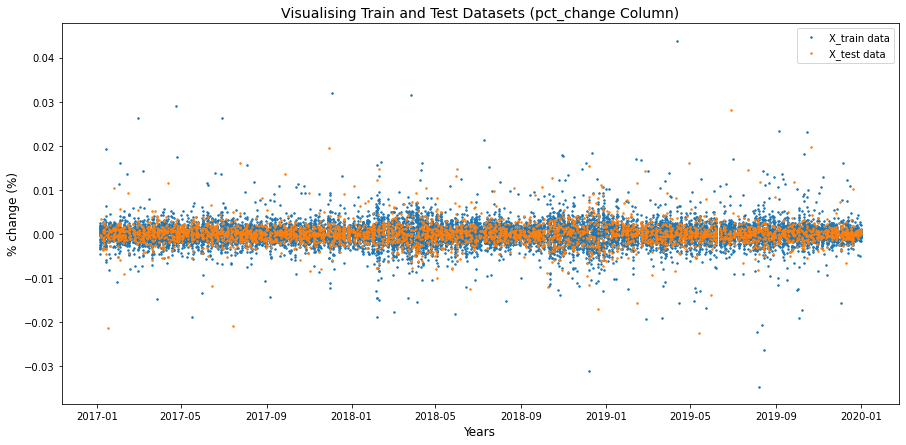 Visualising Train and Test Datasets (pct_change Column)
X_train data
X_test data
% change (%)
0.04
0.03
0.02
0.01
0.00
−0.01
−0.02
−0.03
2017-01 2017-05 2017-09 2018-01 2018-05 2018-09 2019-01 2019-05 2019-09 2020-01
Years